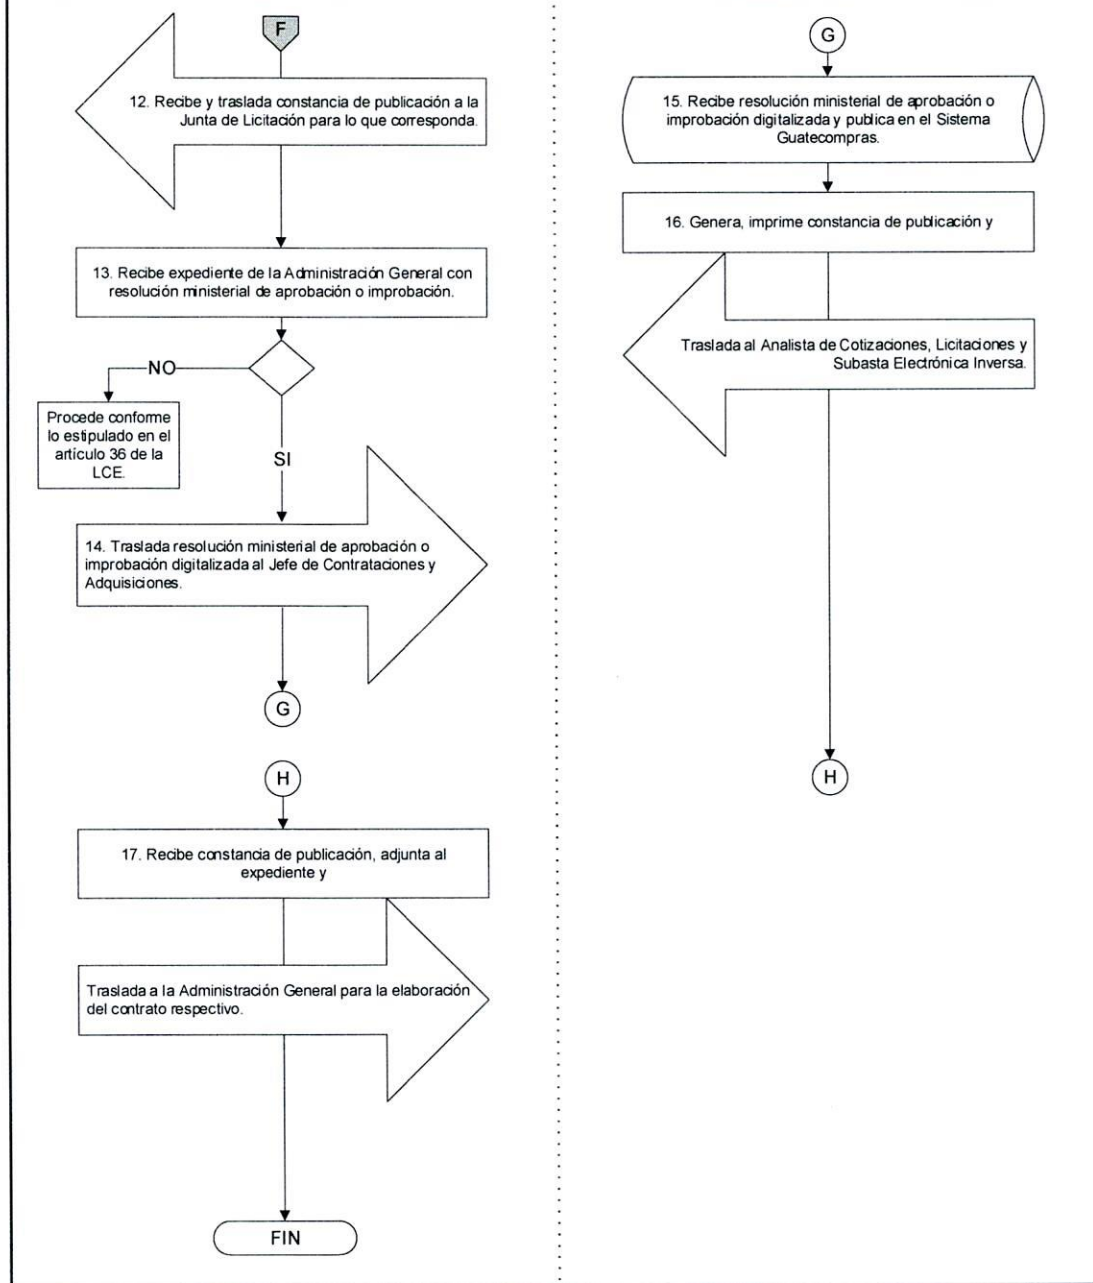 F
12. Recibe y traslada constancia de publicación a la
Junta de Licitación para lo que corresponda.
13. Recibe expediente de la Administración General con
resolución ministerial de aprobación o improbación.
NO
Procede conforme
lo estipulado en el
artículo 36 de la
LCE.
SI
14. Traslada resolución ministerial de aprobación o
improbación digitalizada al Jefe de Contrataciones y
Adquisiciones.
G
H
17. Recibe constancia de publicación, adjunta al
expediente y
Traslada a la Administración General para la elaboración
del contrato respectivo.
FIN
G
15. Recibe resolución ministerial de aprobación o
improbación digitalizada y publica en el Sistema
Guatecompras.
16. Genera, imprime constancia de publicación y
Traslada al Analista de Cotizaciones, Licitaciones y
Subasta Electrónica Inversa.
H